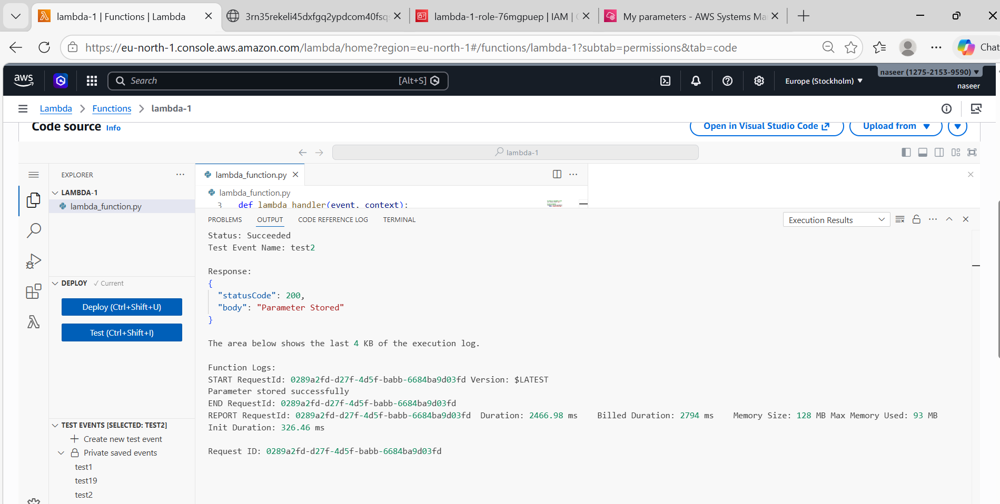 lambda-1 | Functions | Lambda
3rn35rekeli45dxfgq2ypdcom40fsq
lambda-1-role-76mgpuep | IAM |
My parameters - AWS Systems Ma
https://eu-north-1.console.aws.amazon.com/lambda/home?region=eu-north-1#/functions/lambda-1?subtab=permissions&tab=code
Chat
aws
Search
[Alt+S]
Europe (Stockholm)
naseer (1275-2153-9590)
naseer
Lambda > Functions > lambda-1
Code source Info
Open in Visual Studio Code
Upload from
lambda-1
EXPLORER
LAMBDA-1
lambda_function.py
DEPLOY ✓ Current
Deploy (Ctrl+Shift+U)
Test (Ctrl+Shift+I)
TEST EVENTS [SELECTED: TEST2]
Create new test event
Private saved events
test1
test19
test2
lambda_function.py
lambda_function.py
3 def lambda_handler(event, context):
PROBLEMS OUTPUT CODE REFERENCE LOG TERMINAL
Execution Results
Status: Succeeded
Test Event Name: test2
Response:
{
"statusCode": 200,
"body": "Parameter Stored"
}
The area below shows the last 4 KB of the execution log.
Function Logs:
START RequestId: 0289a2fd-d27f-4d5f-babb-6684ba9d03fd Version: $LATEST
Parameter stored successfully
END RequestId: 0289a2fd-d27f-4d5f-babb-6684ba9d03fd
REPORT RequestId: 0289a2fd-d27f-4d5f-babb-6684ba9d03fd Duration: 2466.98 ms Billed Duration: 2794 ms Memory Size: 128 MB Max Memory Used: 93 MB
Init Duration: 326.46 ms
Request ID: 0289a2fd-d27f-4d5f-babb-6684ba9d03fd